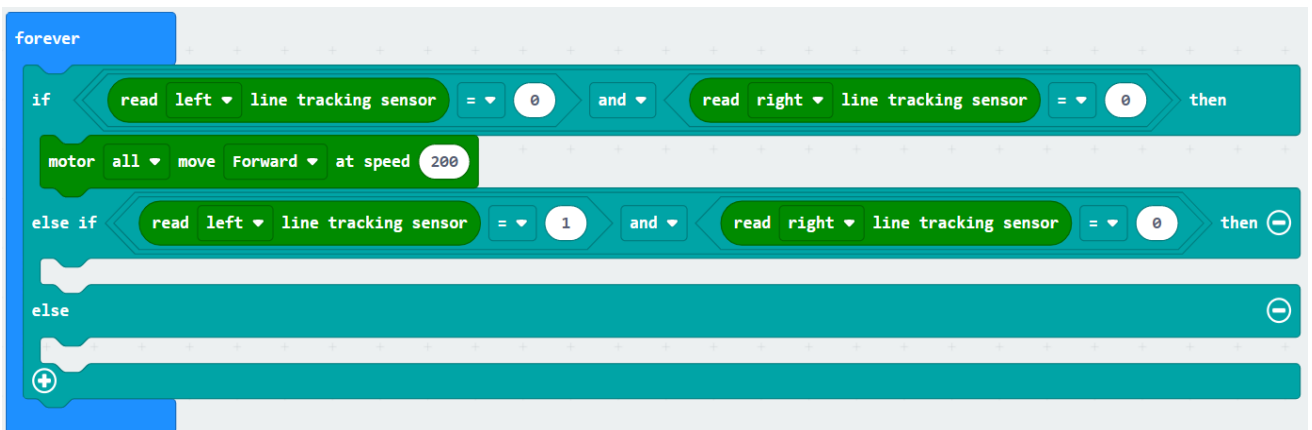 forever
if read left line tracking sensor = 0 and read right line tracking sensor = 0 then
motor all move Forward at speed 200
else if read left line tracking sensor = 1 and read right line tracking sensor = 0 then
else